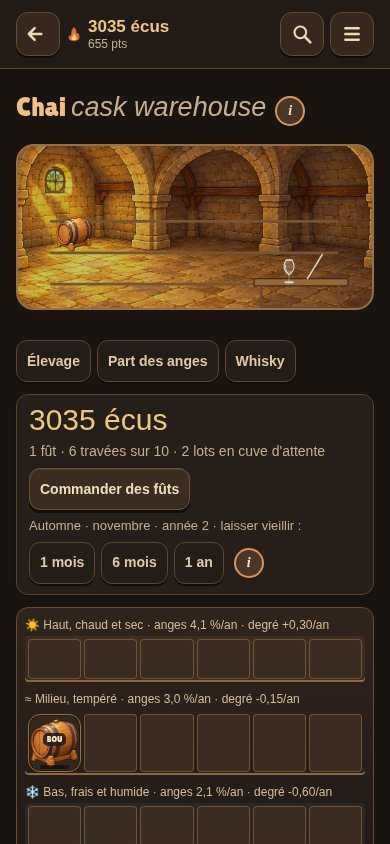 3035 écus
655 pts
Chai cask warehouse i
Élevage Part des anges Whisky
3035 écus
1 fût · 6 travées sur 10 · 2 lots en cuve d'attente
Commander des fûts
Automne · novembre · année 2 · laisser vieillir :
1 mois 6 mois 1 an i
Haut, chaud et sec · anges 4,1 %/an · degré +0,30/an
≈ Milieu, tempéré · anges 3,0 %/an · degré -0,15/an
BOU
Bas, frais et humide · anges 2,1 %/an · degré -0,60/an